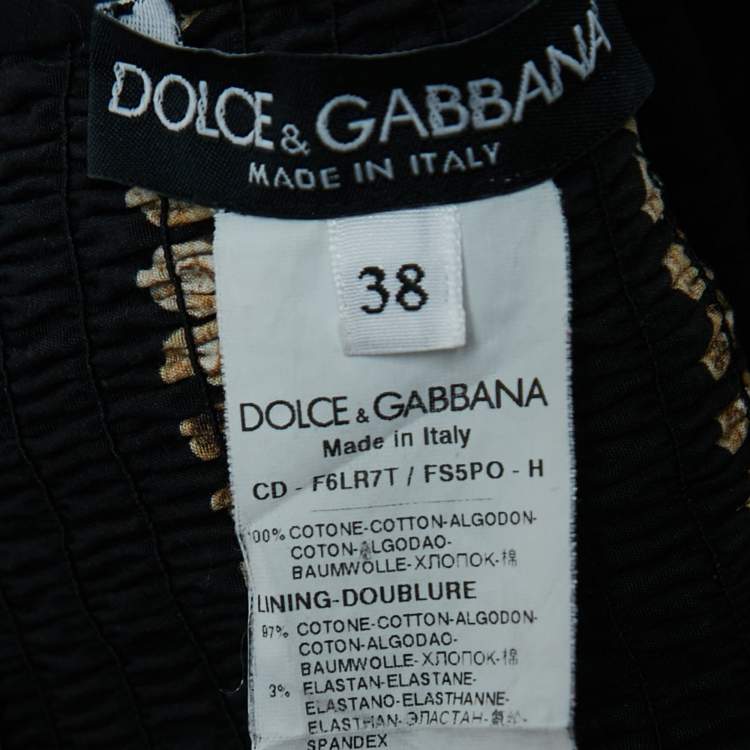 DOLCE & GABBANA
MADE IN ITALY
38
DOLCE & GABBANA
Made in Italy
CD - F6LR7T / FS5PO - H
100% COTONE-COTTON-ALGODON-
COTON-ALGODAO-
BAUMWOLLE-ХЛОПОК-棉
LINING-DOUBLURE
97% COTONE-COTTON-ALGODON-
COTON-ALGODAO-
BAUMWOLLE-ХЛОПОК-棉
3% ELASTAN-ELASTANE-
ELASTANO-ELASTHANNE-
ELASTHAN-ЭЛАСТАН-
SPANDEX